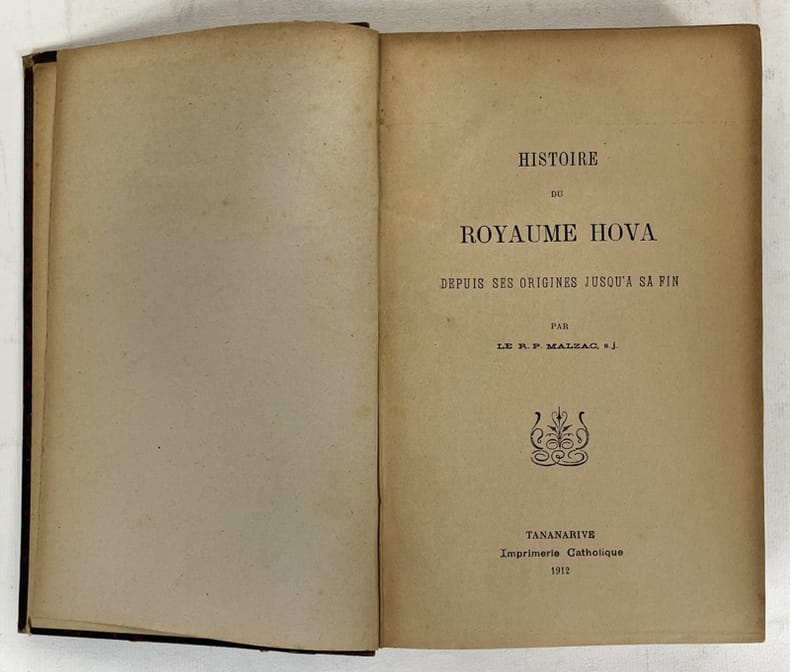 HISTOIRE
DU
ROYAUME HOVA
DEPUIS SES ORIGINES JUSQU'A SA FIN
PAR
LE R. P. MALZAC, s. j.
TANANARIVE
Imprimerie Catholique
1912